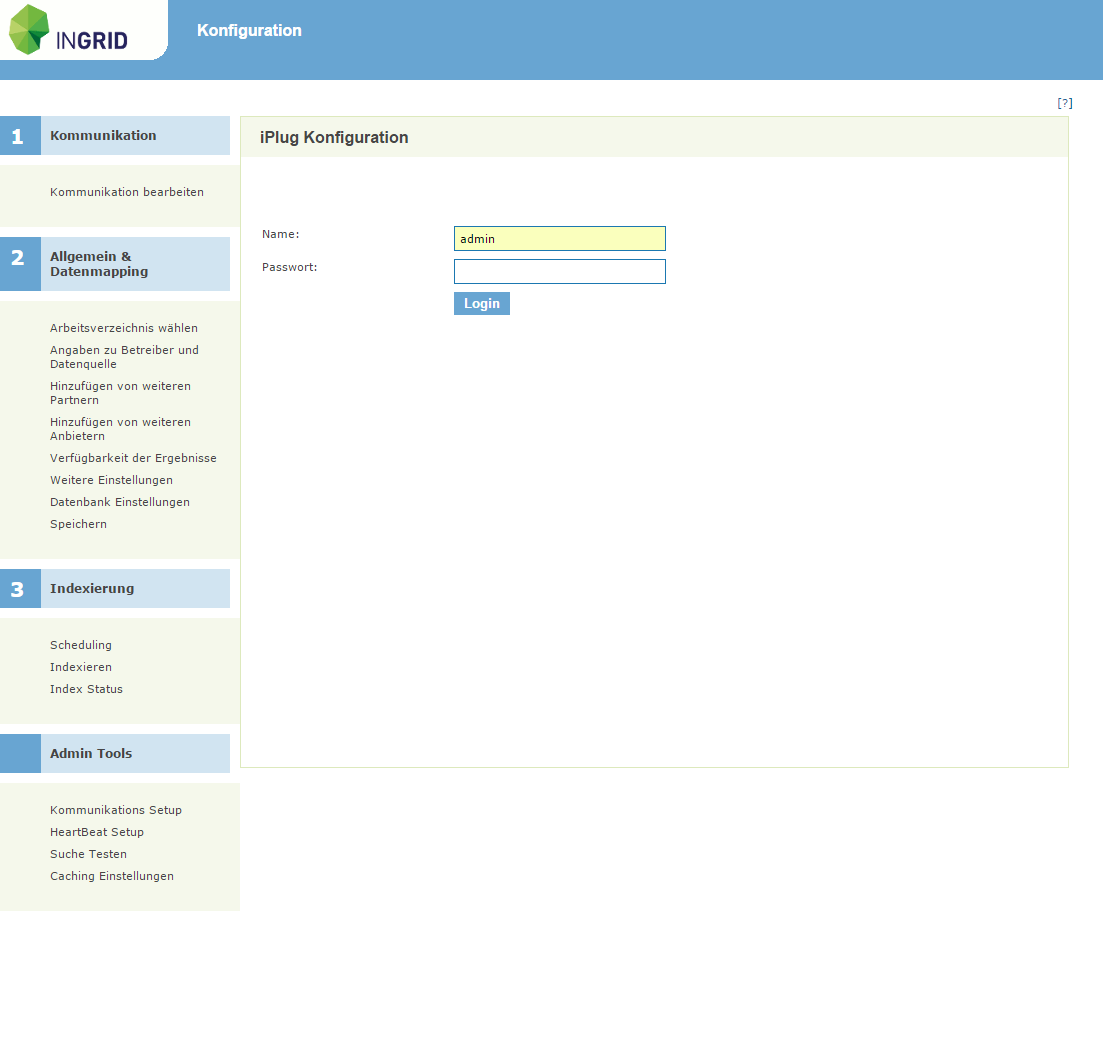 INGRID
Konfiguration
[?]
1 Kommunikation
Kommunikation bearbeiten
2 Allgemein &
Datenmapping
Arbeitsverzeichnis wählen
Angaben zu Betreiber und
Datenquelle
Hinzufügen von weiteren
Partnern
Hinzufügen von weiteren
Anbietern
Verfügbarkeit der Ergebnisse
Weitere Einstellungen
Datenbank Einstellungen
Speichern
3 Indexierung
Scheduling
Indexieren
Index Status
Admin Tools
Kommunikations Setup
HeartBeat Setup
Suche Testen
Caching Einstellungen
iPlug Konfiguration
Name: admin
Passwort:
Login